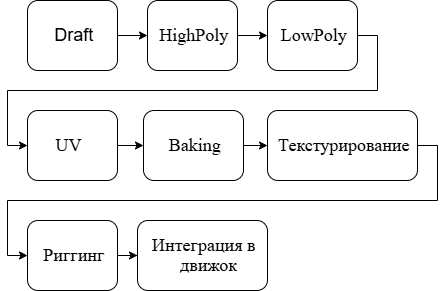 Draft
HighPoly
LowPoly
UV
Baking
Текстурирование
Риггинг
Интеграция в
движок